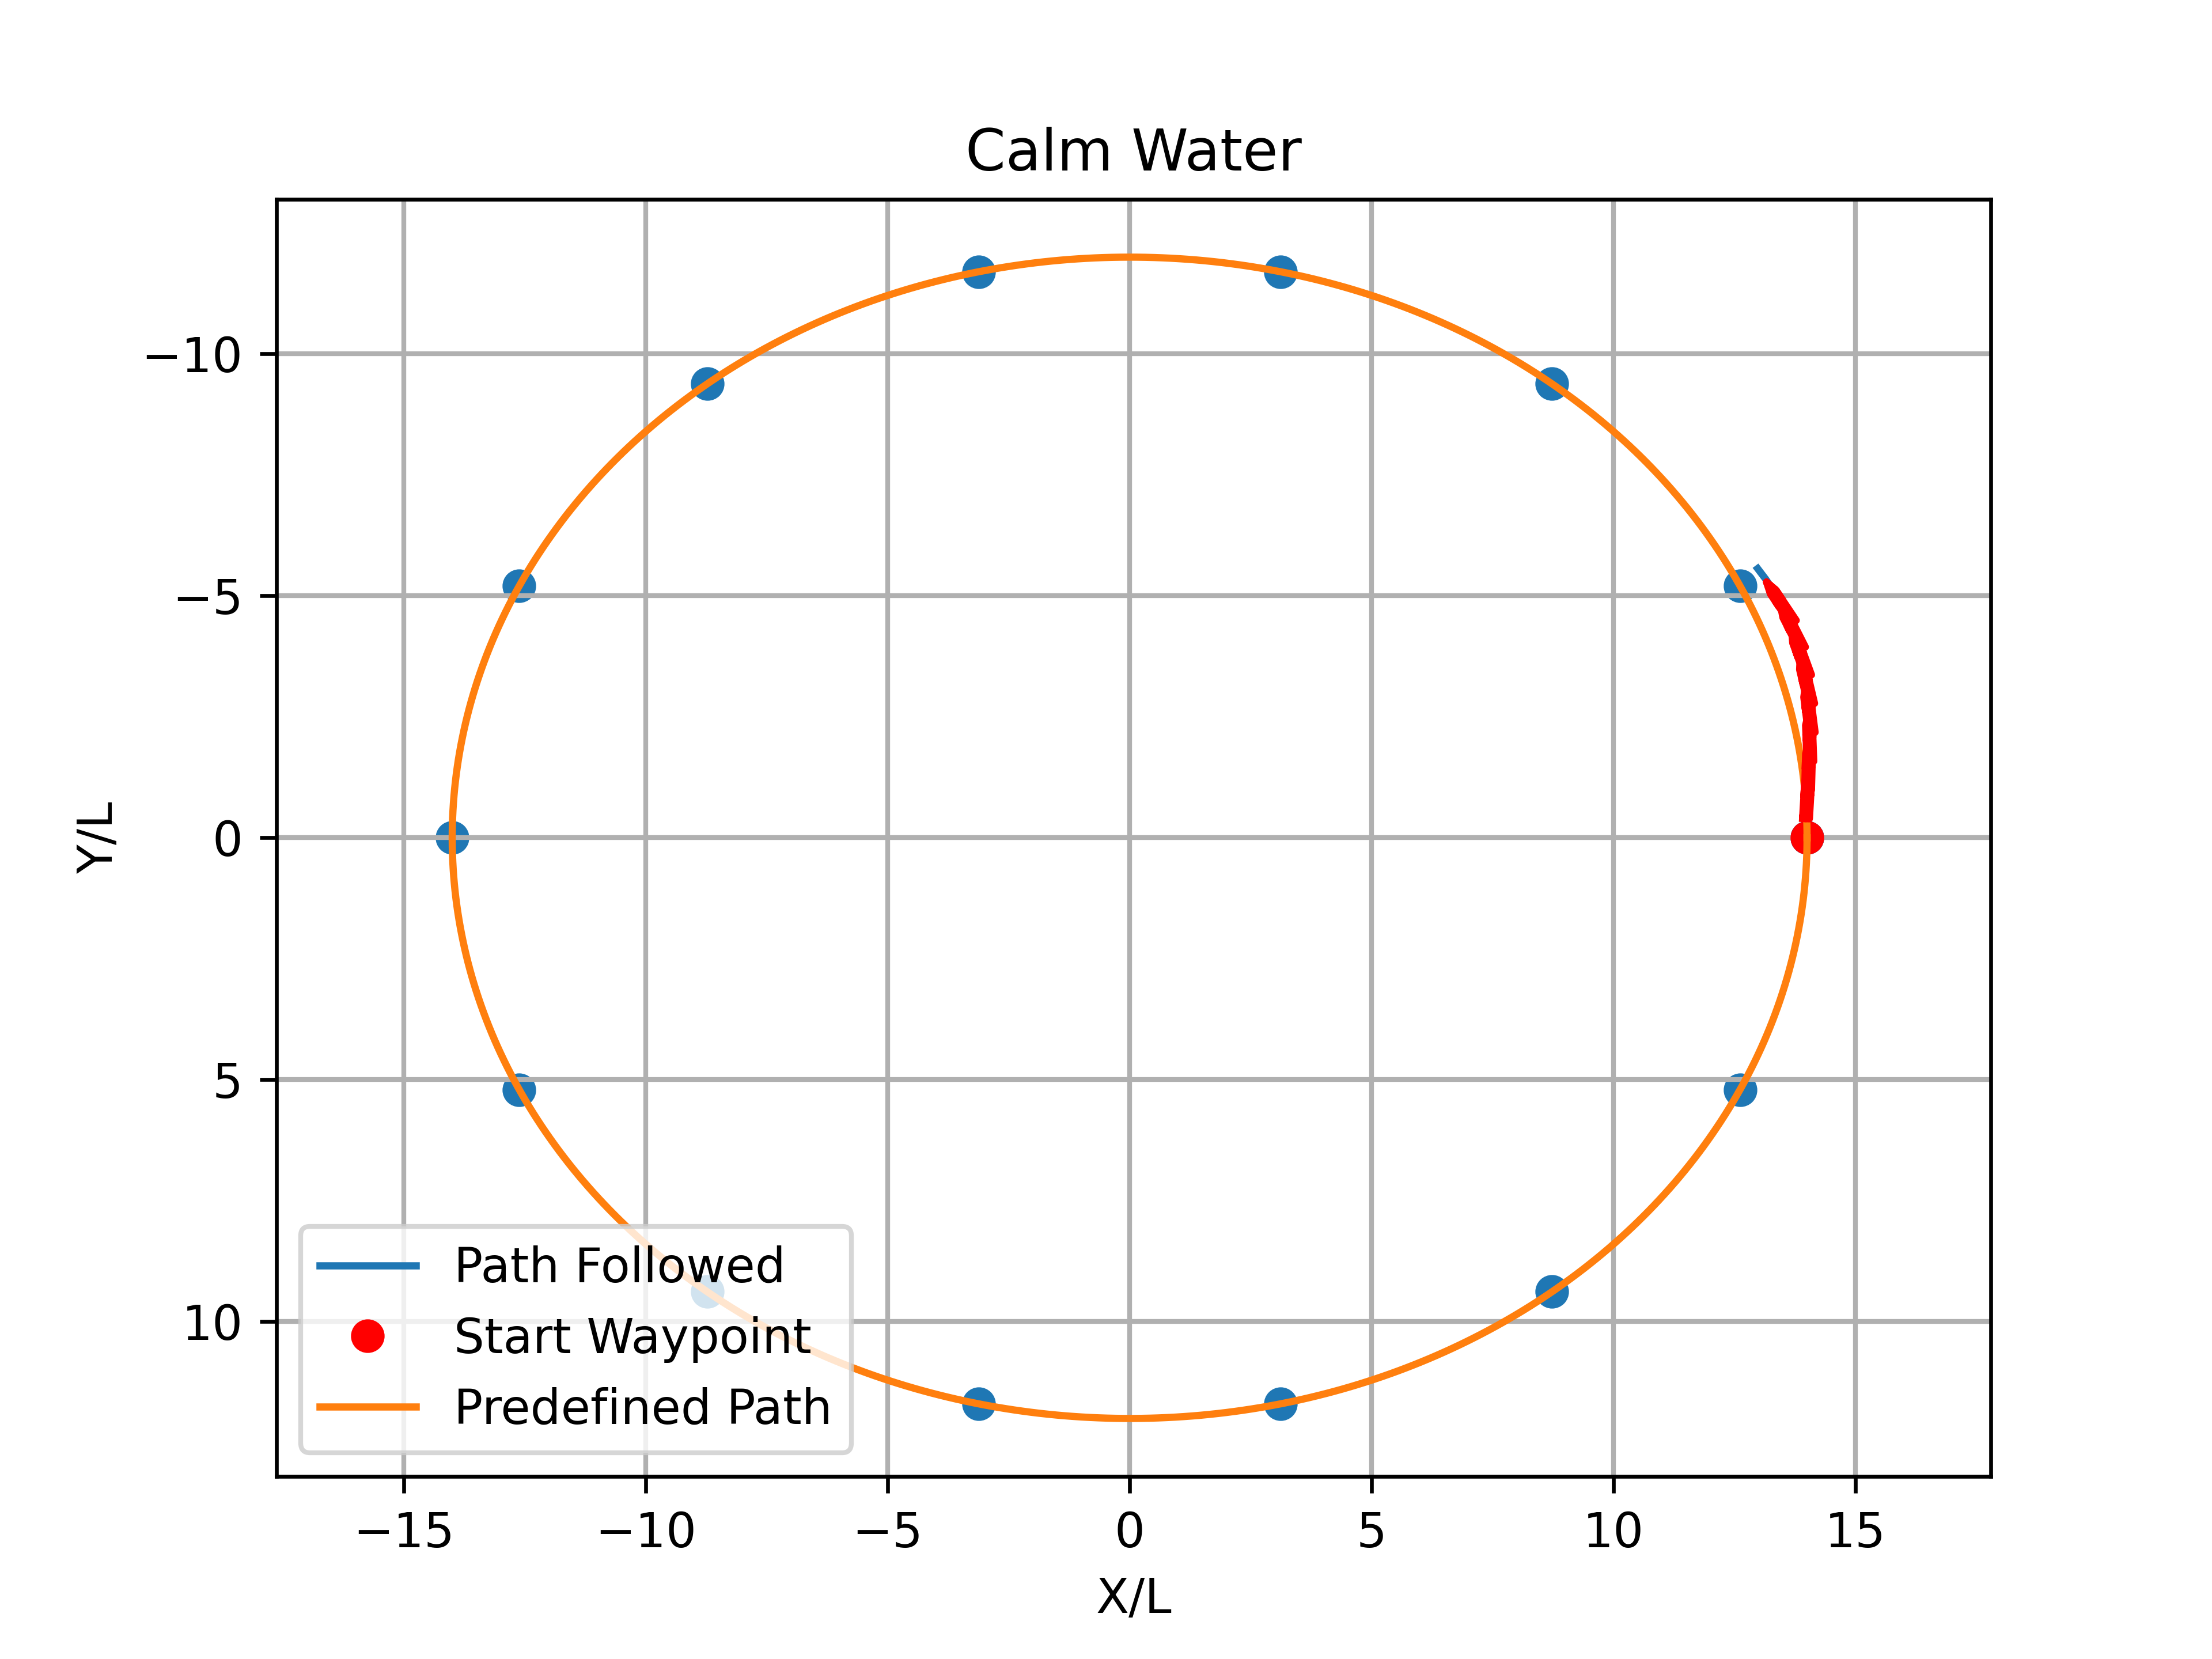 Calm Water
−10
−5
0
5
10
Y/L
−15 −10 −5 0 5 10 15
X/L
Path Followed
Start Waypoint
Predefined Path